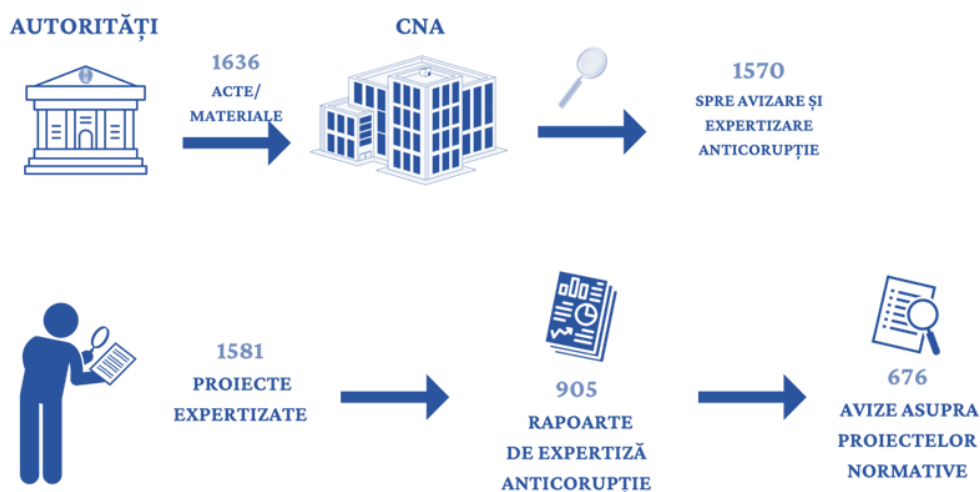 AUTORITĂȚI
CNA
1636
ACTE/
MATERIALE
1570
SPRE AVIZARE ȘI
EXPERTIZARE
ANTICORUPȚIE
1581
PROIECTE
EXPERTIZATE
905
RAPOARTE
DE EXPERTIZĂ
ANTICORUPȚIE
676
AVIZE ASUPRA
PROIECTELOR
NORMATIVE